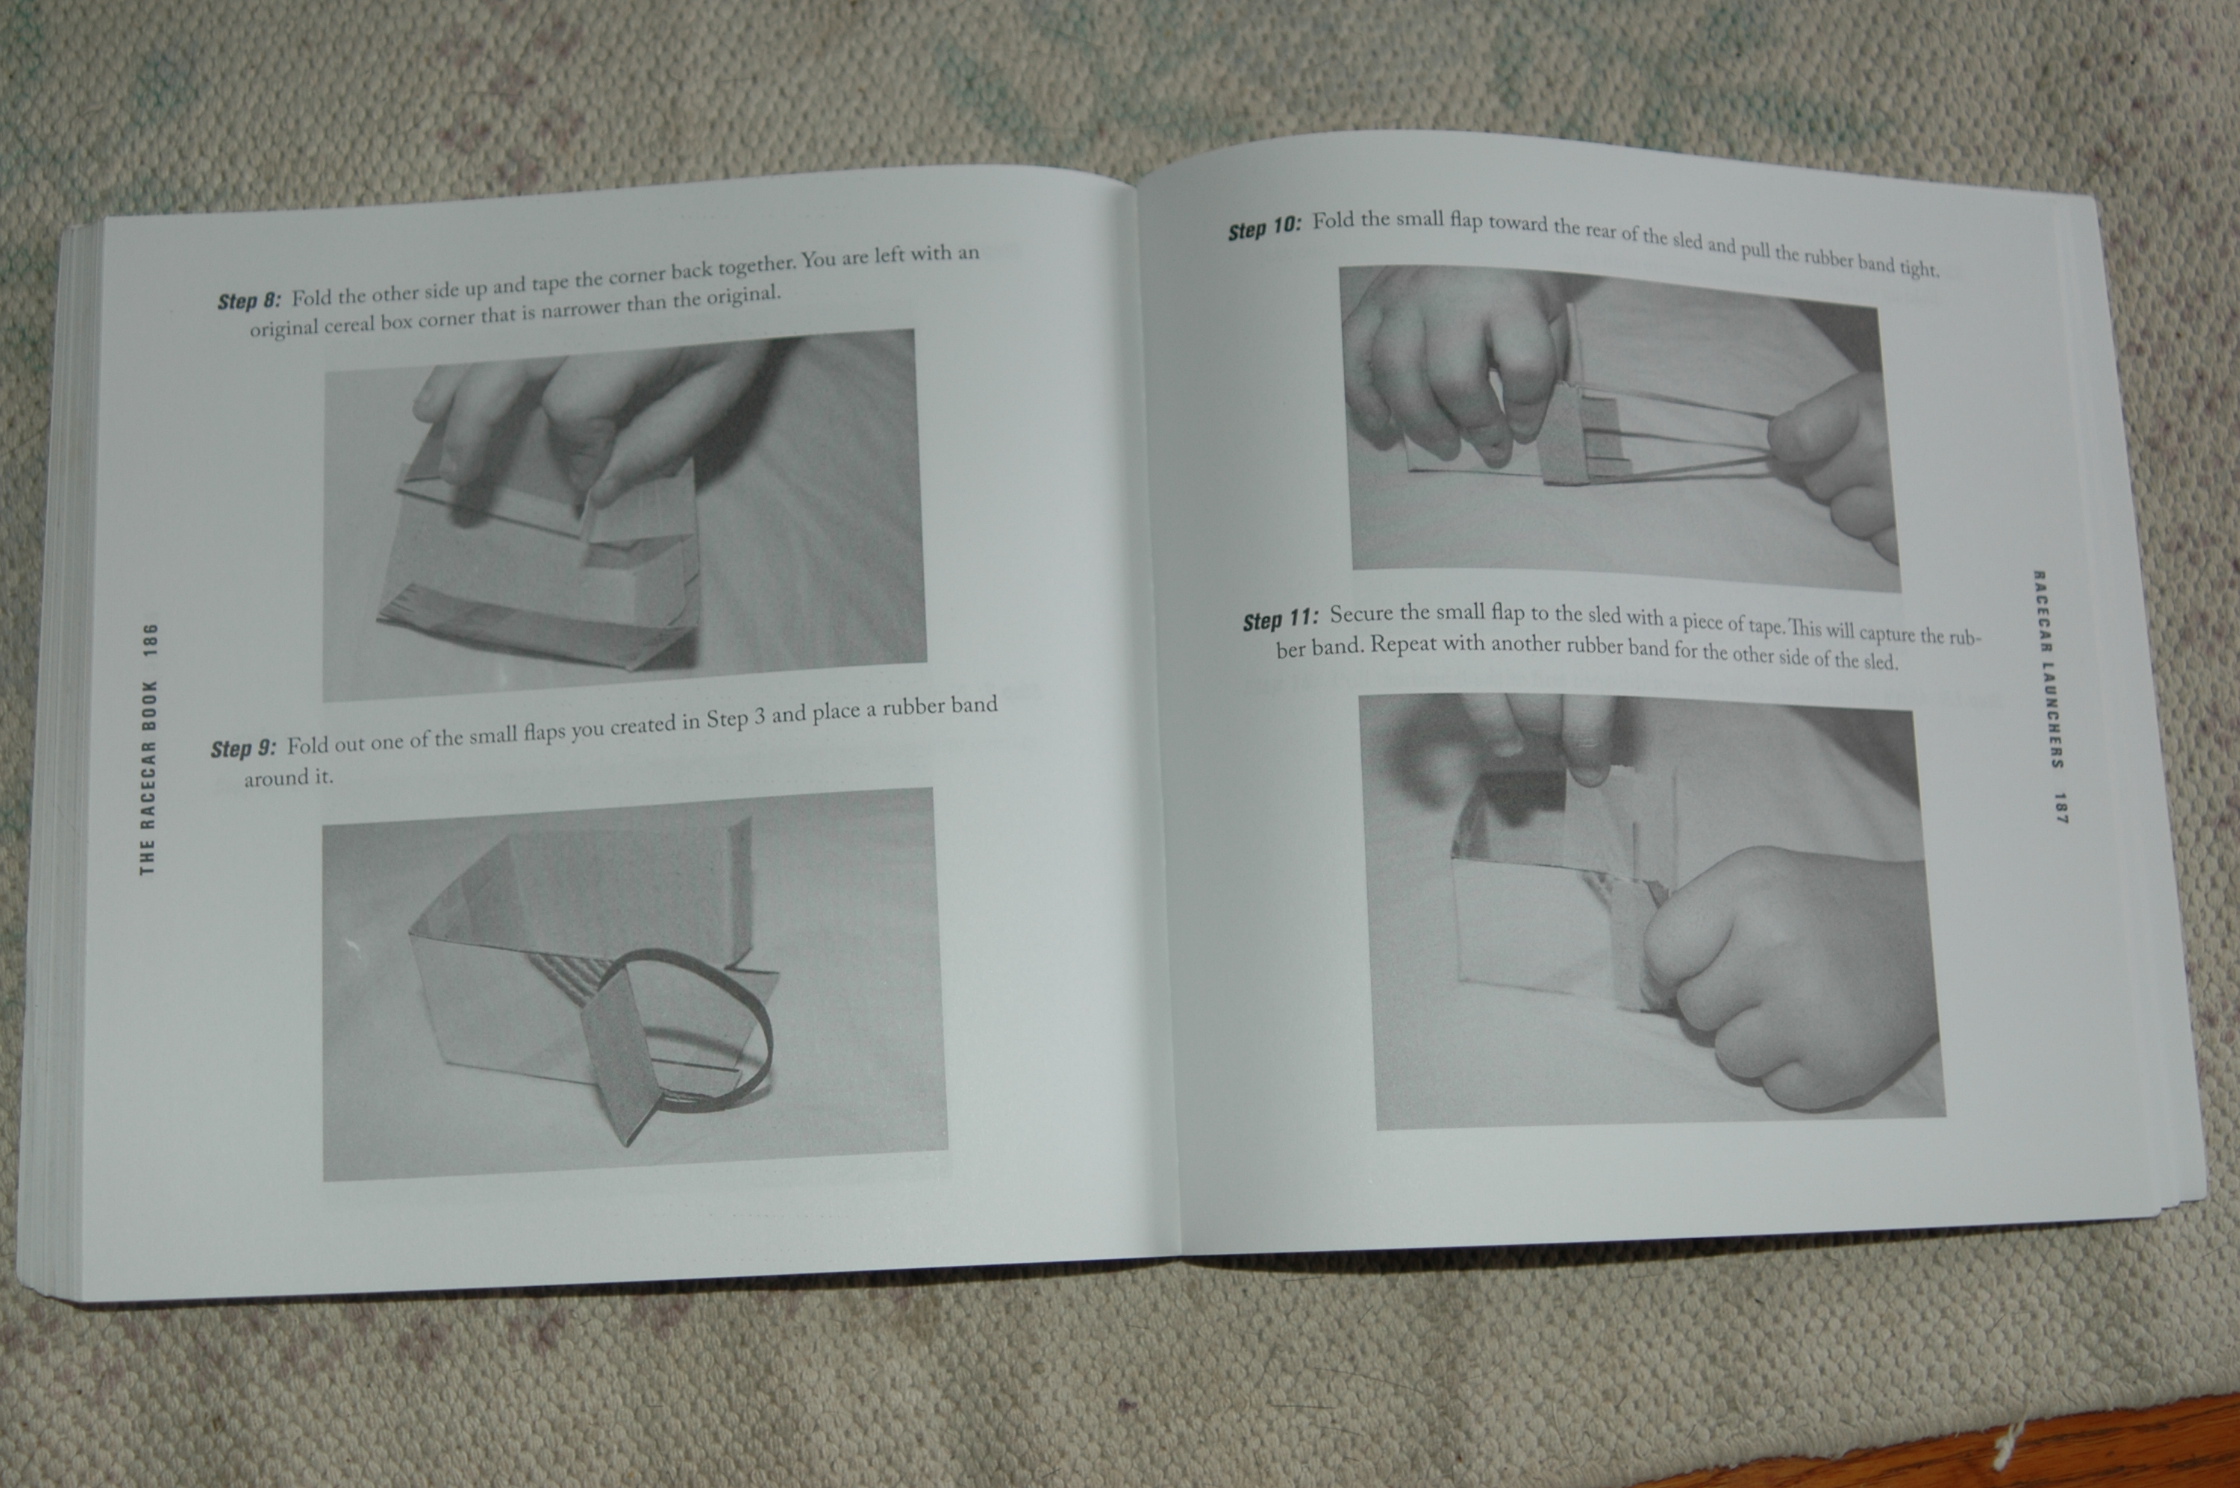 THE RACECAR BOOK 186
Step 8: Fold the other side up and tape the corner back together. You are left with an
original cereal box corner that is narrower than the original.
Step 9: Fold out one of the small flaps you created in Step 3 and place a rubber band
around it.
Step 10: Fold the small flap toward the rear of the sled and pull the rubber band tight.
Step 11: Secure the small flap to the sled with a piece of tape. This will capture the rub-
ber band. Repeat with another rubber band for the other side of the sled.
RACECAR LAUNCHERS 187